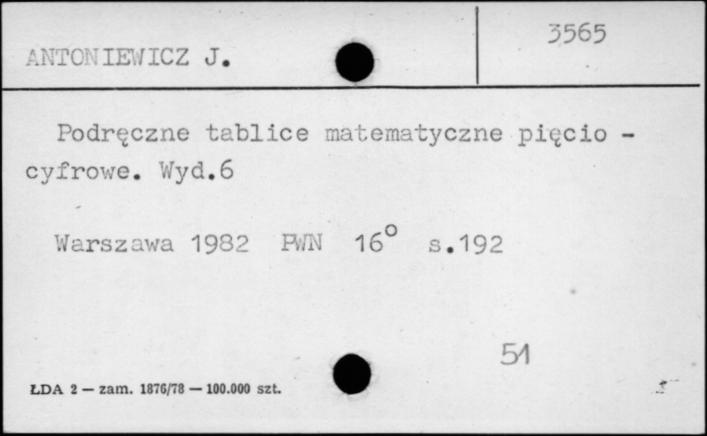 3565
ANTONIEWICZ J.
Podręczne tablice matematyczne pięcio -
cyfrowe. Wyd.6
Warszawa 1982 PWN 16° s.192
51
ŁDA 2 — zam. 1876/78 — 100.000 szt.